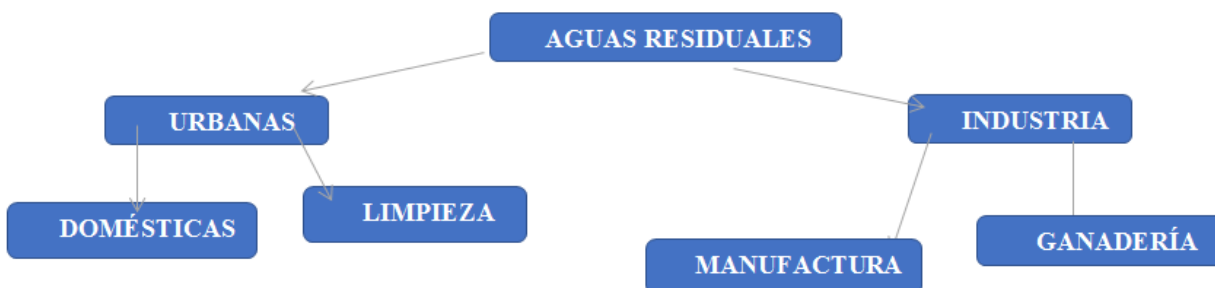 AGUAS RESIDUALES
URBANAS
INDUSTRIA
DOMÉSTICAS
LIMPIEZA
MANUFACTURA
GANADERÍA